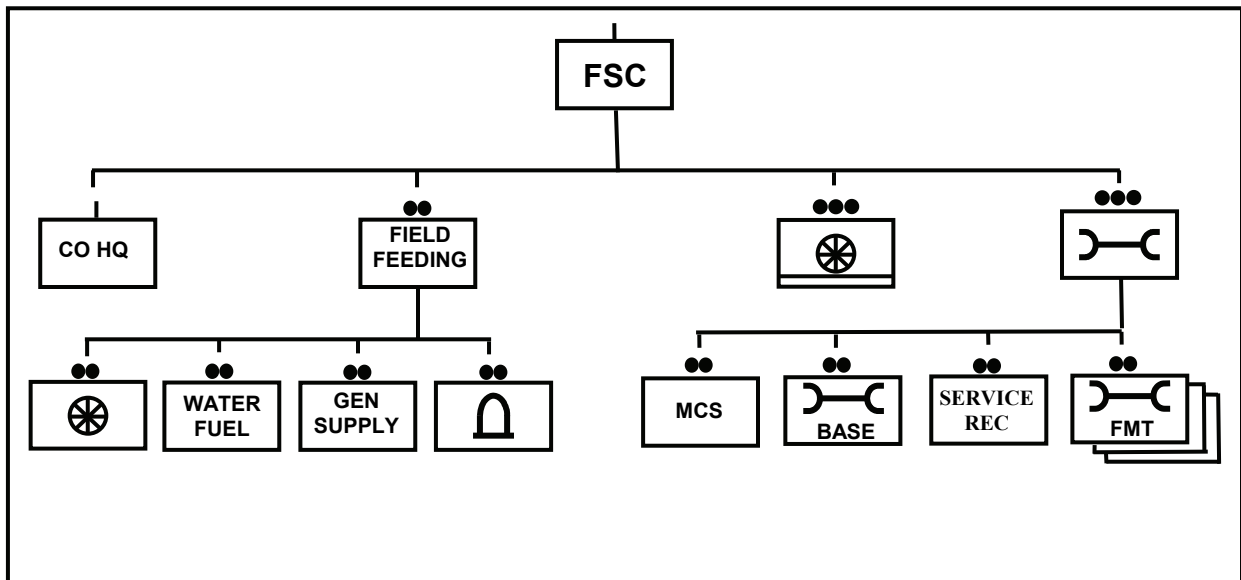 FSC
CO HQ
FIELD
FEEDING
WATER
FUEL
GEN
SUPPLY
MCS
BASE
SERVICE
REC
FMT